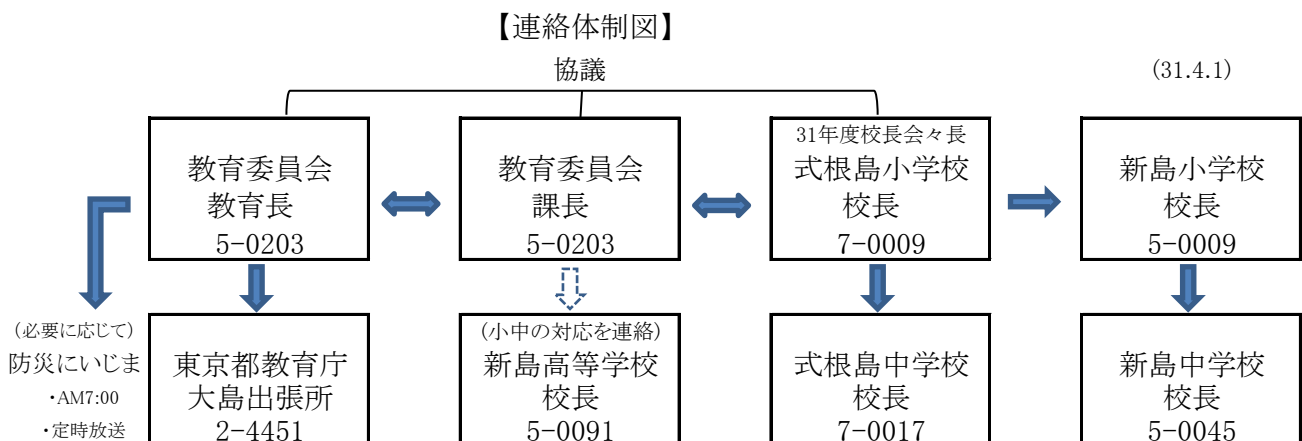 【連絡体制図】
協議
(31.4.1)
教育委員会
教育長
5-0203
教育委員会
課長
5-0203
31年度校長会々長
式根島小学校
校長
7-0009
新島小学校
校長
5-0009
(必要に応じて)
防災にいじま
・AM7:00
・定時放送
東京都教育庁
大島出張所
2-4451
(小中の対応を連絡)
新島高等学校
校長
5-0091
式根島中学校
校長
7-0017
新島中学校
校長
5-0045